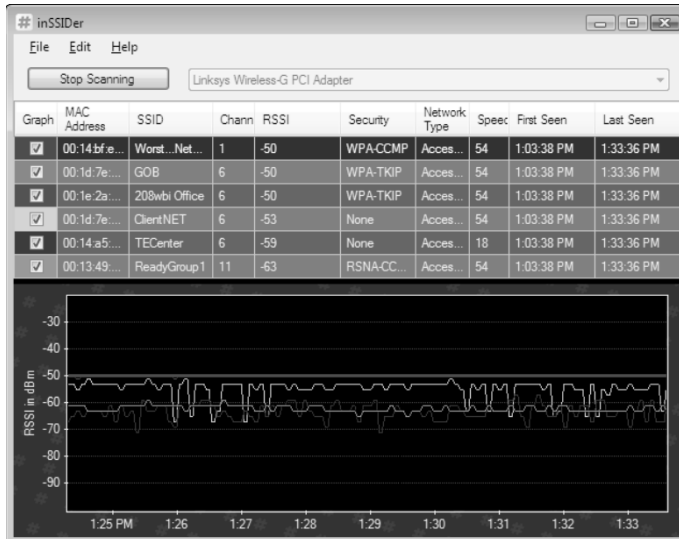 inSSIDer
File Edit Help
Stop Scanning Linksys Wireless-G PCI Adapter
Graph MAC Address SSID Chann RSSI Security Network Type Speec First Seen Last Seen
00:14:bf:e... Worst...Net... 1 -50 WPA-CCMP Acces... 54 1:03:38 PM 1:33:36 PM
00:1d:7e:... GOB 6 -50 WPA-TKIP Acces... 54 1:03:38 PM 1:33:36 PM
00:1e:2a:... 208wbi Office 6 -50 WPA-TKIP Acces... 54 1:03:38 PM 1:33:36 PM
00:1d:7e:... ClientNET 6 -53 None Acces... 54 1:03:38 PM 1:33:36 PM
00:14:a5:... TECenter 6 -59 None Acces... 18 1:03:38 PM 1:33:36 PM
00:13:49:... ReadyGroup1 11 -63 RSNA-CC... Acces... 54 1:03:38 PM 1:33:36 PM
RSSI in dBm
-30
-40
-50
-60
-70
-80
-90
1:25 PM 1:26 1:27 1:28 1:29 1:30 1:31 1:32 1:33